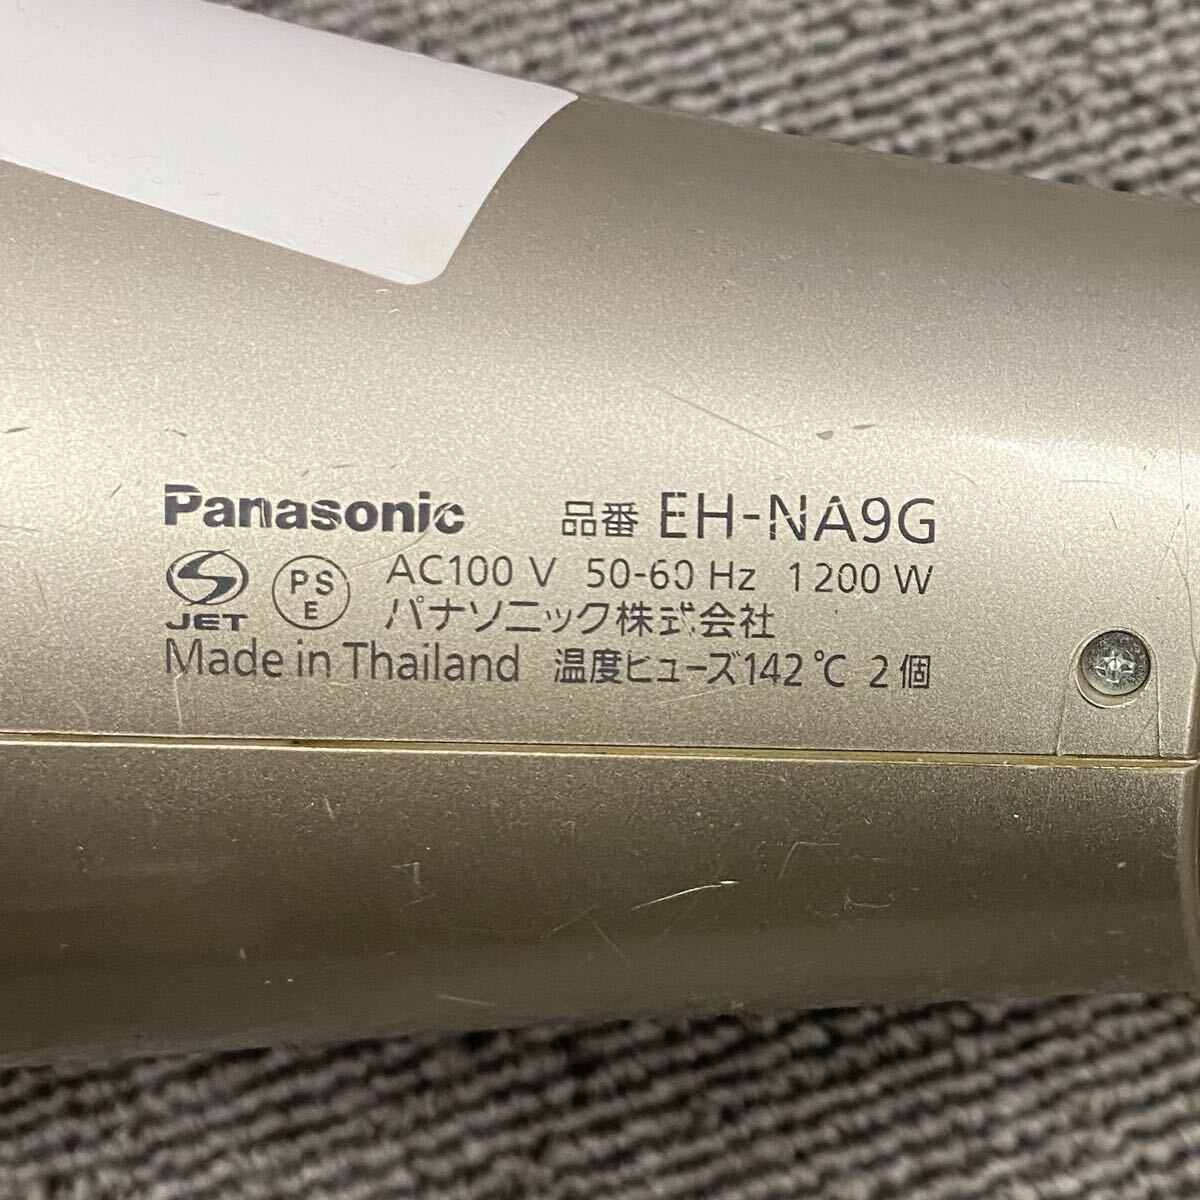 Panasonic 品番 EH-NA9G
S JET PSE AC100 V 50-60 Hz 1200 W
パナソニック株式会社
Made in Thailand 温度ヒューズ142℃ 2個